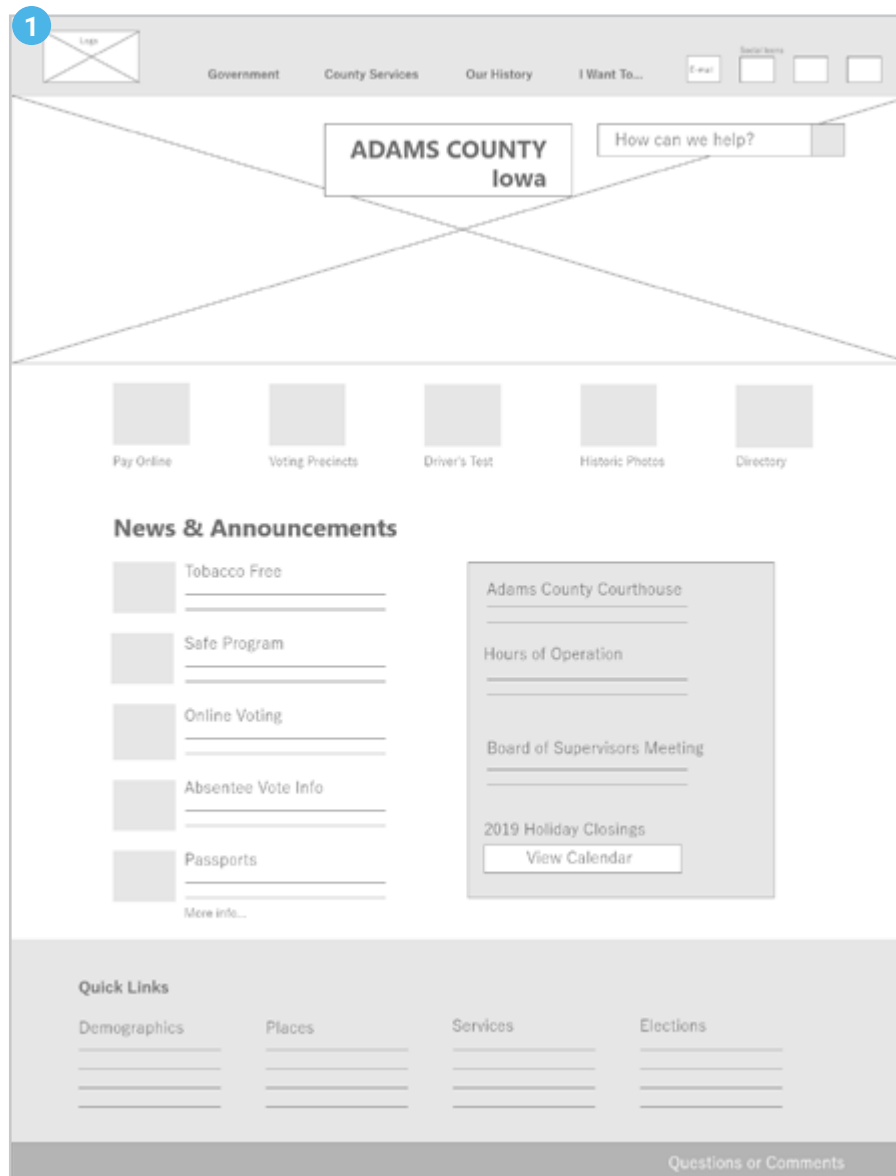 1
Logo
Government County Services Our History I Want To...
E-mail
Social Icons
ADAMS COUNTY
Iowa
How can we help?
Pay Online Voting Precincts Driver's Test Historic Photos Directory
News & Announcements
Tobacco Free
Safe Program
Online Voting
Absentee Vote Info
Passports
More info...
Adams County Courthouse
Hours of Operation
Board of Supervisors Meeting
2019 Holiday Closings
View Calendar
Quick Links
Demographics Places Services Elections
Questions or Comments